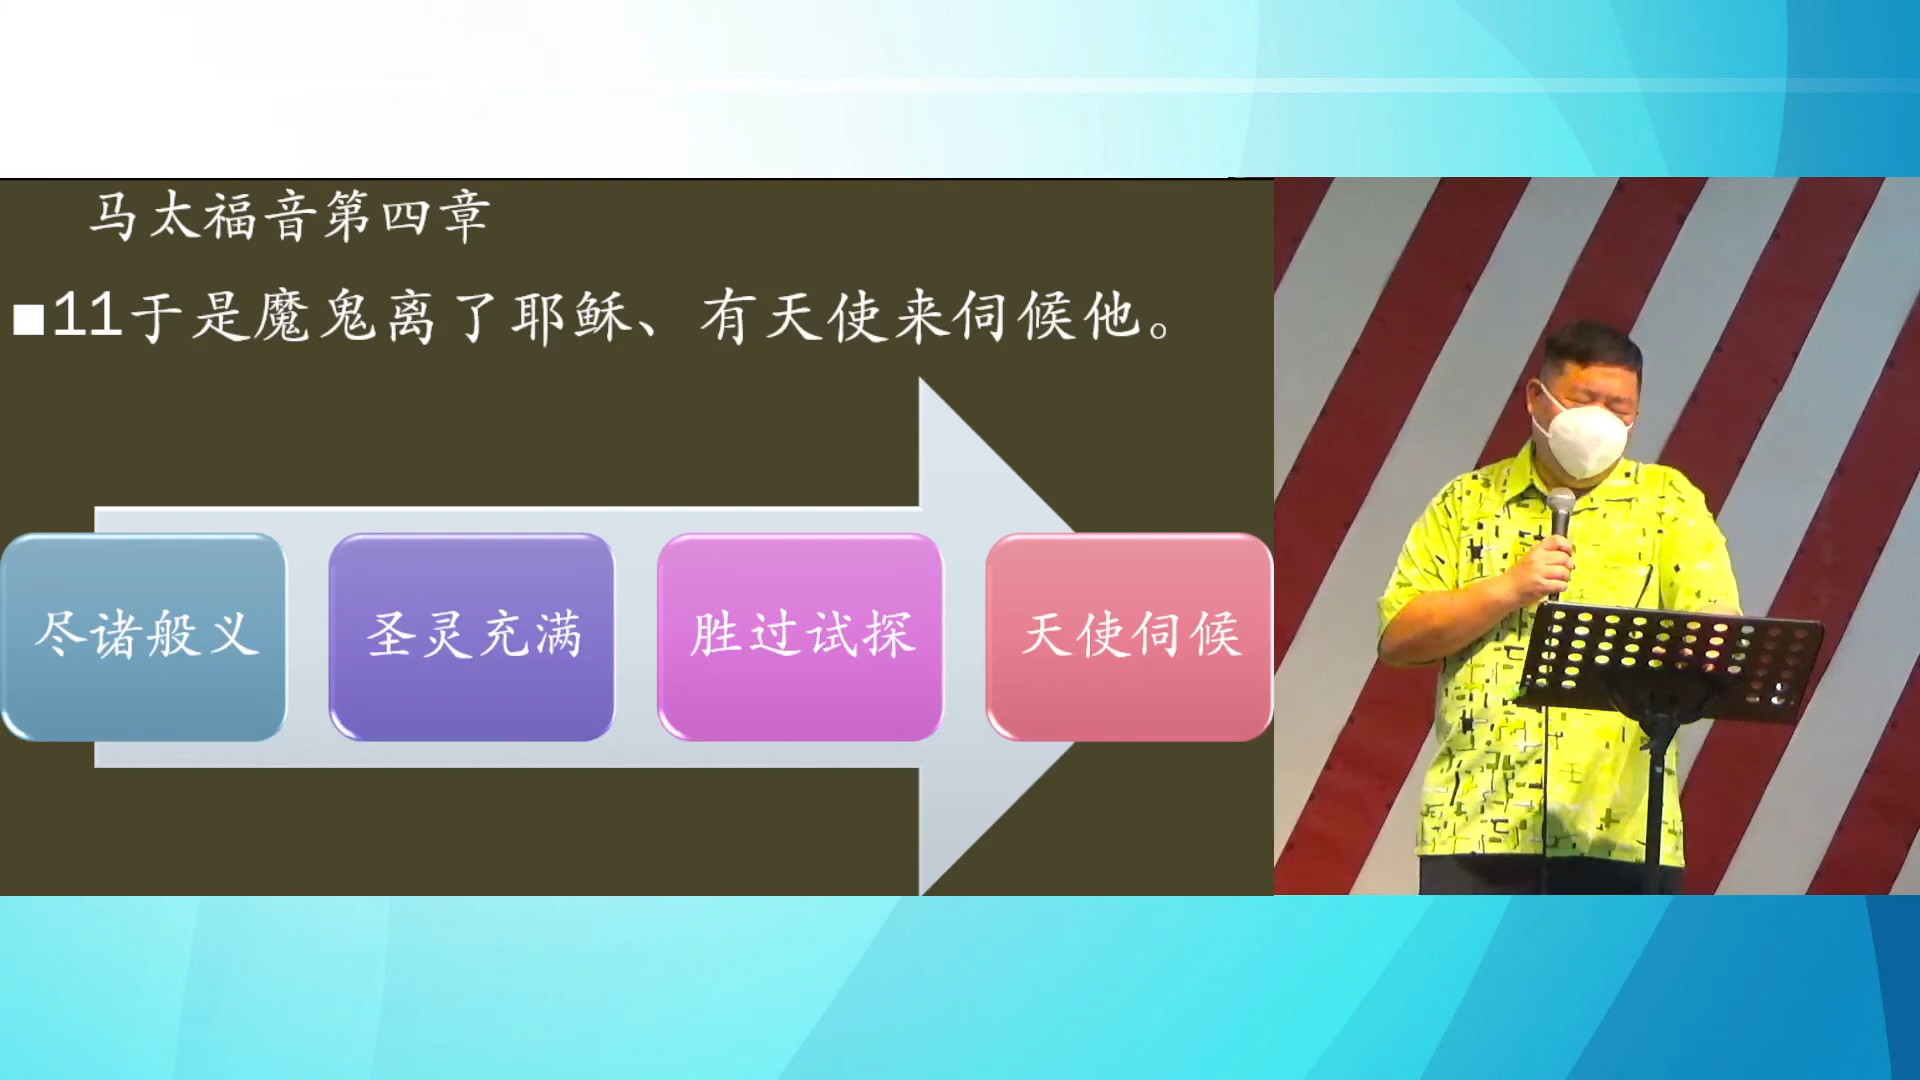 马太福音第四章
■11于是魔鬼离了耶稣、有天使来伺候他。
尽诸般义
圣灵充满
胜过试探
天使伺候